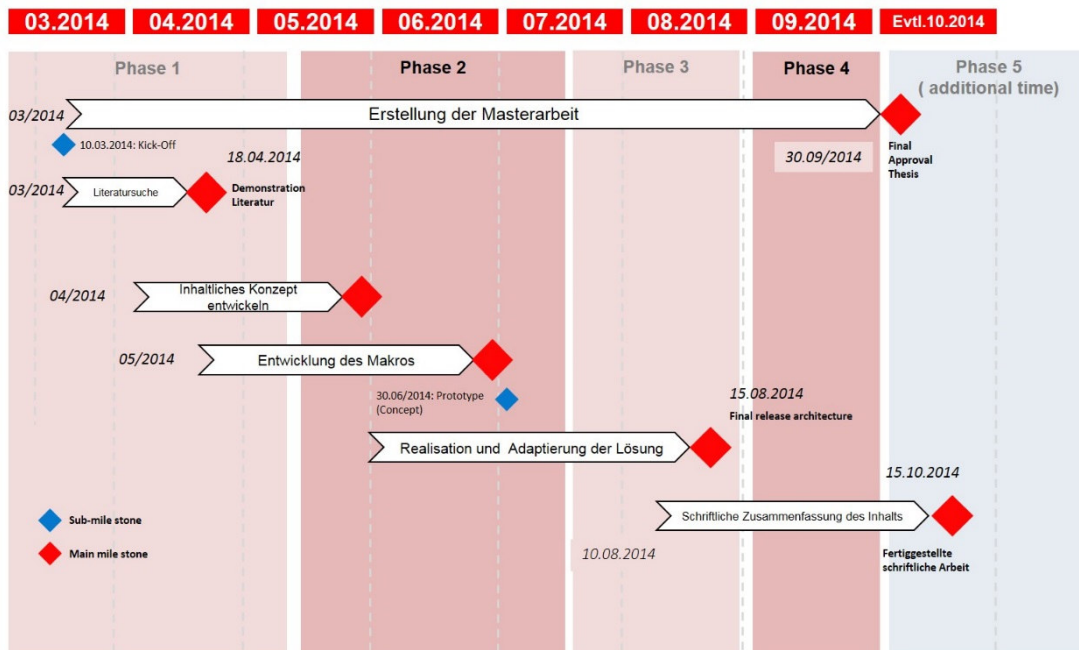 03.2014
04.2014
05.2014
06.2014
07.2014
08.2014
09.2014
Evtl.10.2014
Phase 1
Phase 2
Phase 3
Phase 4
Phase 5
( additional time)
03/2014
Erstellung der Masterarbeit
10.03.2014: Kick-Off
18.04.2014
30.09/2014
Final
Approval
Thesis
03/2014
Literatursuche
Demonstration
Literatur
04/2014
Inhaltliches Konzept
entwickeln
05/2014
Entwicklung des Makros
30.06/2014: Prototype
(Concept)
15.08.2014
Final release architecture
Realisation und Adaptierung der Lösung
15.10.2014
Schriftliche Zusammenfassung des Inhalts
Sub-mile stone
Main mile stone
10.08.2014
Fertiggestellte
schriftliche Arbeit